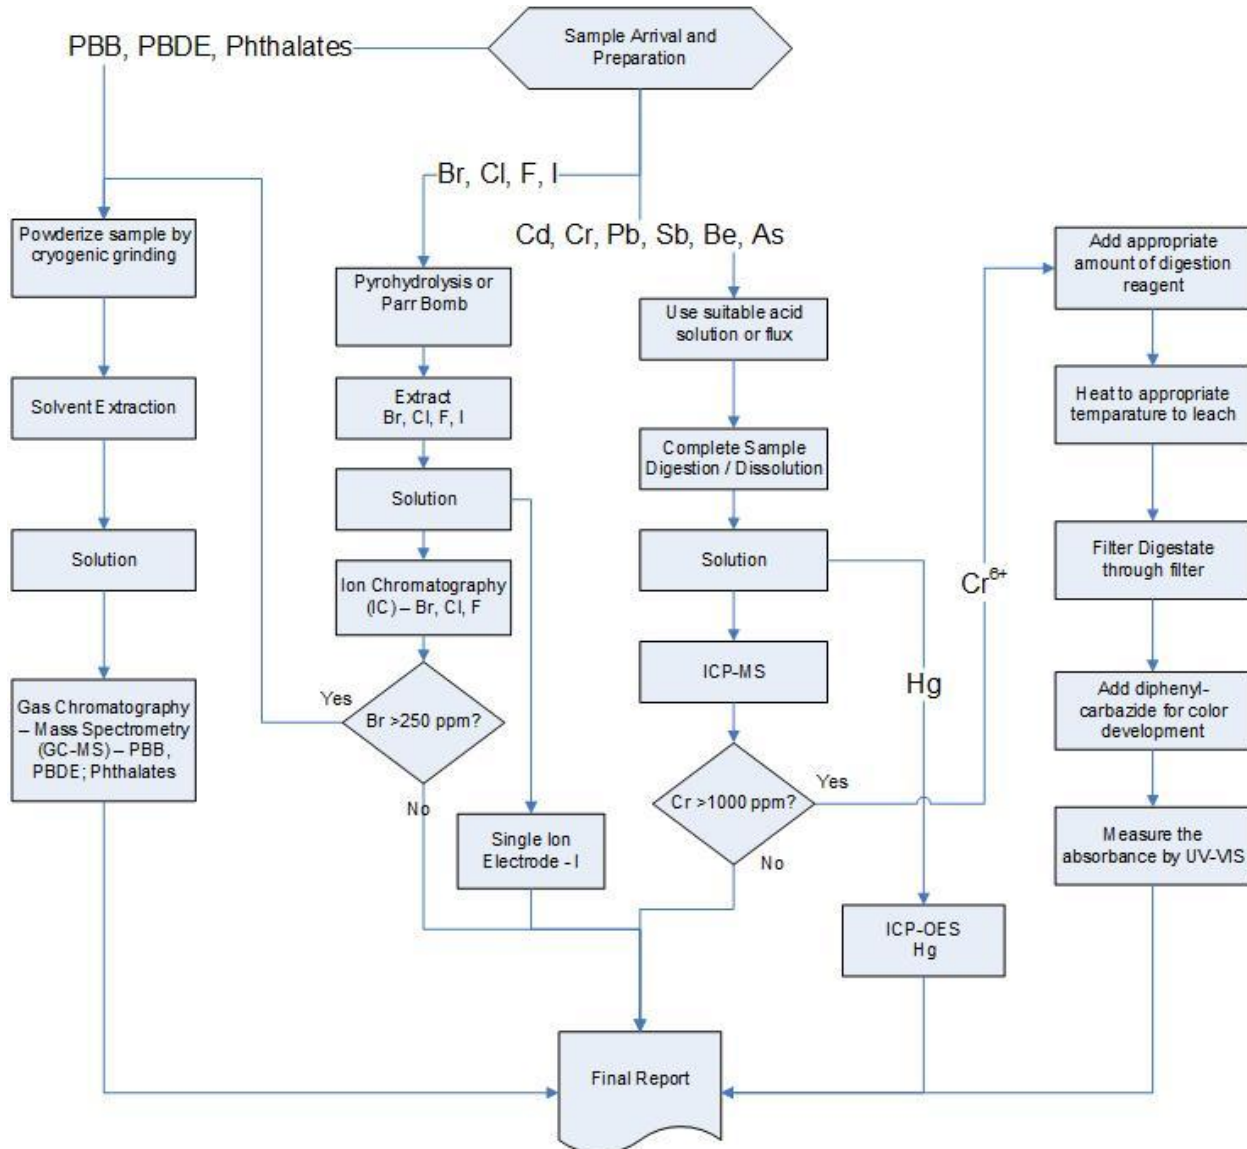 Sample Arrival and
Preparation
PBB, PBDE, Phthalates
Br, Cl, F, I
Cd, Cr, Pb, Sb, Be, As
Powderize sample by
cryogenic grinding
Solvent Extraction
Solution
Gas Chromatography
– Mass Spectrometry
(GC-MS) – PBB,
PBDE; Phthalates
Pyrohydrolysis or
Parr Bomb
Extract
Br, Cl, F, I
Solution
Ion Chromatography
(IC) – Br, Cl, F
Yes
Br >250 ppm?
No
Single Ion
Electrode - I
Use suitable acid
solution or flux
Complete Sample
Digestion / Dissolution
Solution
ICP-MS
Cr >1000 ppm?
Yes
No
Hg
ICP-OES
Hg
Cr⁶⁺
Add appropriate
amount of digestion
reagent
Heat to appropriate
temparature to leach
Filter Digestate
through filter
Add diphenyl-
carbazide for color
development
Measure the
absorbance by UV-VIS
Final Report